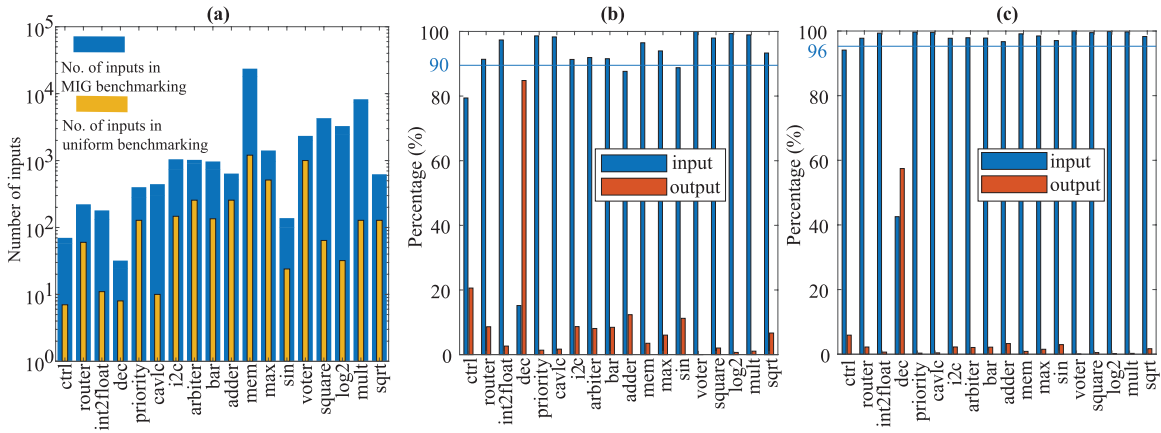 (a)
10^5
10^4
10^3
10^2
10^1
10^0
Number of inputs
No. of inputs in
MIG benchmarking
No. of inputs in
uniform benchmarking
ctrl
router
int2float
dec
priority
cavlc
i2c
arbiter
bar
adder
mem
max
sin
voter
square
log2
mult
sqrt
(b)
100
90
80
60
40
20
0
Percentage (%)
input
output
ctrl
router
int2float
dec
priority
cavlc
i2c
arbiter
bar
adder
mem
max
sin
voter
square
log2
mult
sqrt
(c)
100
96
80
60
40
20
0
Percentage (%)
input
output
ctrl
router
int2float
dec
priority
cavlc
i2c
arbiter
bar
adder
mem
max
sin
voter
square
log2
mult
sqrt